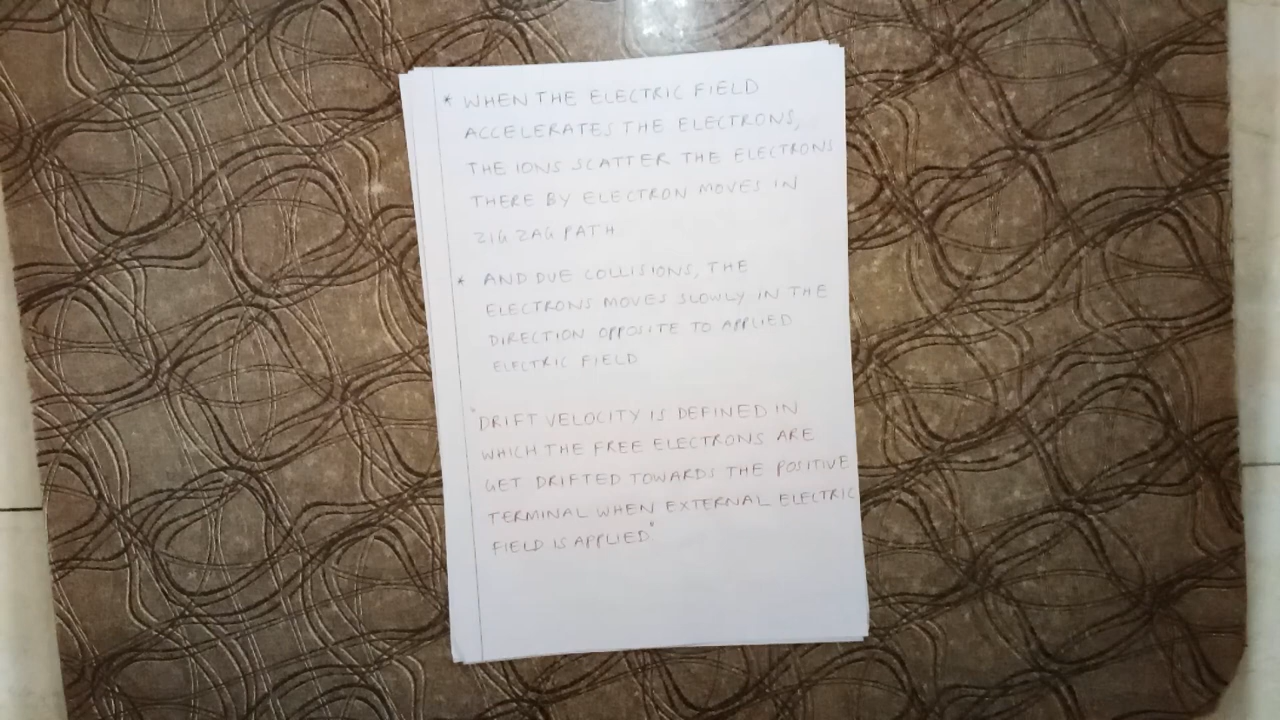 * WHEN THE ELECTRIC FIELD
ACCELERATES THE ELECTRONS,
THE IONS SCATTER THE ELECTRONS
THERE BY ELECTRON MOVES IN
ZIG ZAG PATH
* AND DUE COLLISIONS, THE
ELECTRONS MOVES SLOWLY IN THE
DIRECTION OPPOSITE TO APPLIED
ELECTRIC FIELD
"DRIFT VELOCITY IS DEFINED IN
WHICH THE FREE ELECTRONS ARE
GET DRIFTED TOWARDS THE POSITIVE
TERMINAL WHEN EXTERNAL ELECTRIC
FIELD IS APPLIED"